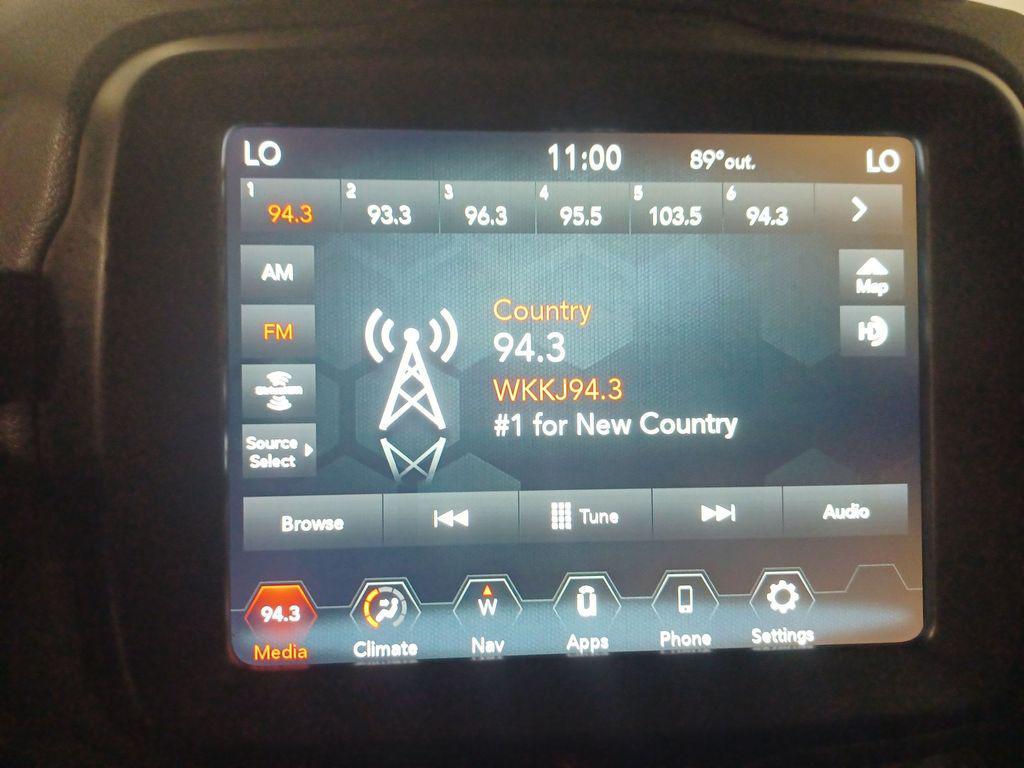 LO 11:00 89° out. LO
1 2 3 4 5 6
94.3 93.3 96.3 95.5 103.5 94.3
AM
Map
FM
HD
Country
94.3
WKKJ94.3
#1 for New Country
Source
Select
Browse Tune Audio
94.3 W u
Media Climate Nav Apps Phone Settings